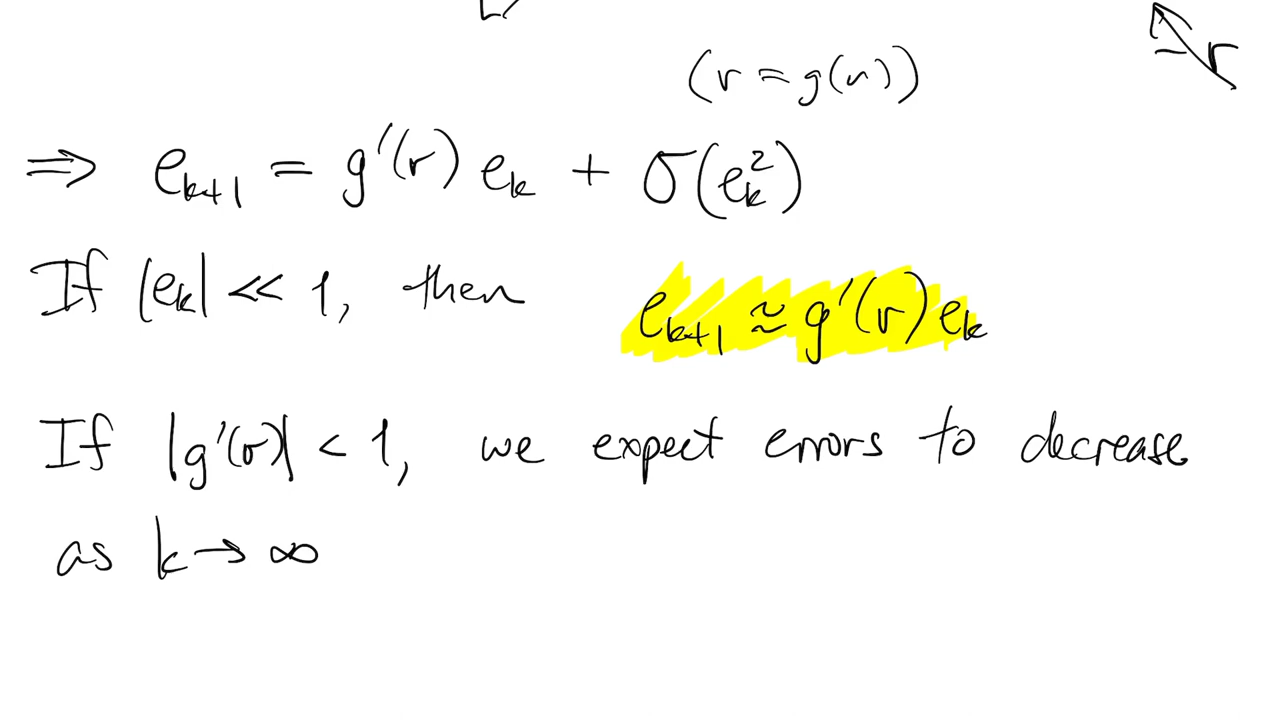 - r
(r = g(r))
⇒ e_{k+1} = g'(r) e_k + O(e_k^2)
If |e_k| << 1, then e_{k+1} ≈ g'(r) e_k
If |g'(r)| < 1, we expect errors to decrease
as k → ∞